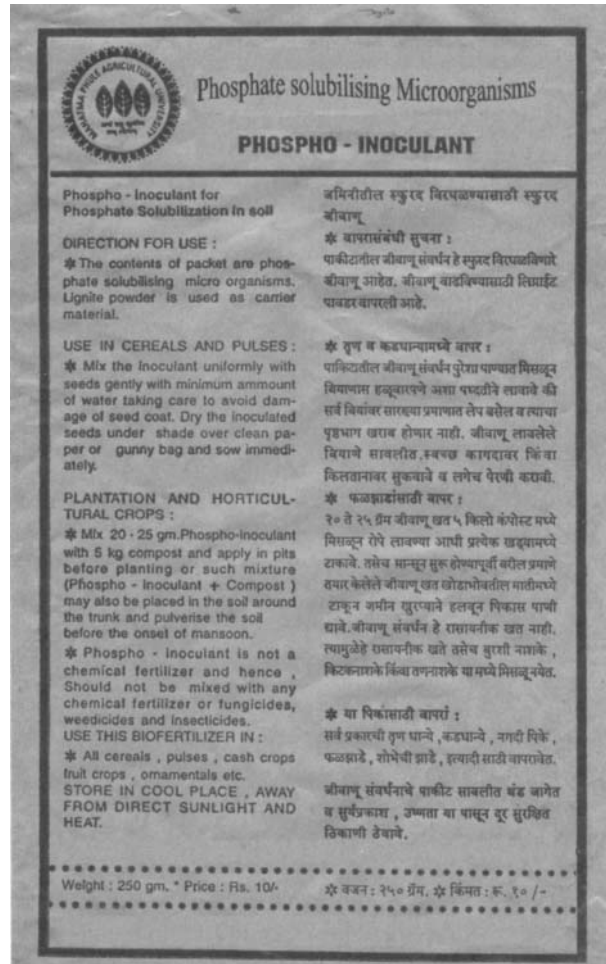 MAHATMA PHULE AGRICULTURAL UNIVERSITY
Phosphate solubilising Microorganisms
PHOSPHO - INOCULANT
Phospho - Inoculant for
Phosphate Solubilization in soil
DIRECTION FOR USE :
✽ The contents of packet are phos-
phate solubilising micro organisms.
Lignite powder is used as carrier
material.
USE IN CEREALS AND PULSES :
✽ Mix the Inoculant uniformly with
seeds gently with minimum ammount
of water taking care to avoid dam-
age of seed coat. Dry the inoculated
seeds under shade over clean pa-
per or gunny bag and sow immedi-
ately.
PLANTATION AND HORTICUL-
TURAL CROPS :
✽ Mix 20 - 25 gm.Phospho-Inoculant
with 5 kg compost and apply in pits
before planting or such mixture
(Phospho - Inoculant + Compost )
may also be placed in the soil around
the trunk and pulverise the soil
before the onset of mansoon.
✽ Phospho - Inoculant is not a
chemical fertilizer and hence ,
Should not be mixed with any
chemical fertilizer or fungicides,
weedicides and insecticides.
USE THIS BIOFERTILIZER IN :
✽ All cereals , pulses , cash crops
fruit crops , ornamentals etc.
STORE IN COOL PLACE , AWAY
FROM DIRECT SUNLIGHT AND
HEAT.
जमिनीतील स्फुरद विरघळण्यासाठी स्फुरद
जीवाणू
✽ वापरासंबंधी सुचना :
पाकीटातील जीवाणू संवर्धन हे स्फुरद विरघळविणारे
जीवाणू आहेत. जीवाणू वाढविण्यासाठी लिग्नाईट
पावडर वापरली आहे.
✽ तृण व कडधान्यामध्ये वापर :
पाकिटातील जीवाणू संवर्धन पुरेशा पाण्यात मिसळून
बियाणास हळूवारपणे अशा पध्दतीने लावावे की
सर्व बियांवर सारख्या प्रमाणात लेप बसेल व त्याचा
पृष्ठभाग खराब होणार नाही. जीवाणू लावलेले
बियाणे सावलीत ,स्वच्छ कागदावर किंवा
किलतानावर सुकवावे व लगेच पेरणी करावी.
✽ फळझाडांसाठी वापर :
२० ते २५ ग्रॅम जीवाणू खत ५ किलो कंपोस्ट मध्ये
मिसळून रोपे लावण्या आधी प्रत्येक खड्यामध्ये
टाकावे. तसेच मान्सून सुरू होण्यापूर्वी वरील प्रमाणे
तयार केलेले जीवाणू खत खोडाभोवतील मातीमध्ये
टाकून जमीन खुरप्याने हलवून पिकास पाणी
द्यावे.जीवाणू संवर्धन हे रासायनीक खत नाही.
त्यामुळेहे रासायनीक खते तसेच बुरशी नाशके ,
किटकनाशके किंवा तणनाशके या मध्ये मिसळू नयेत.
✽ या पिकासाठी वापरा :
सर्व प्रकारची तृण धान्ये , कडधान्ये , नगदी पिके ,
फळझाडे , शोभेची झाडे , इत्यादी साठी वापरावेत.
जीवाणू संवर्धनाचे पाकीट सावलीत थंड जागेत
व सुर्यप्रकाश , उष्णता या पासून दूर सुरक्षित
ठिकाणी ठेवावे.
Weight : 250 gm. * Price : Rs. 10/-
✽ वजन : २५० ग्रॅम. ✽ किंमत : रू. १० /-